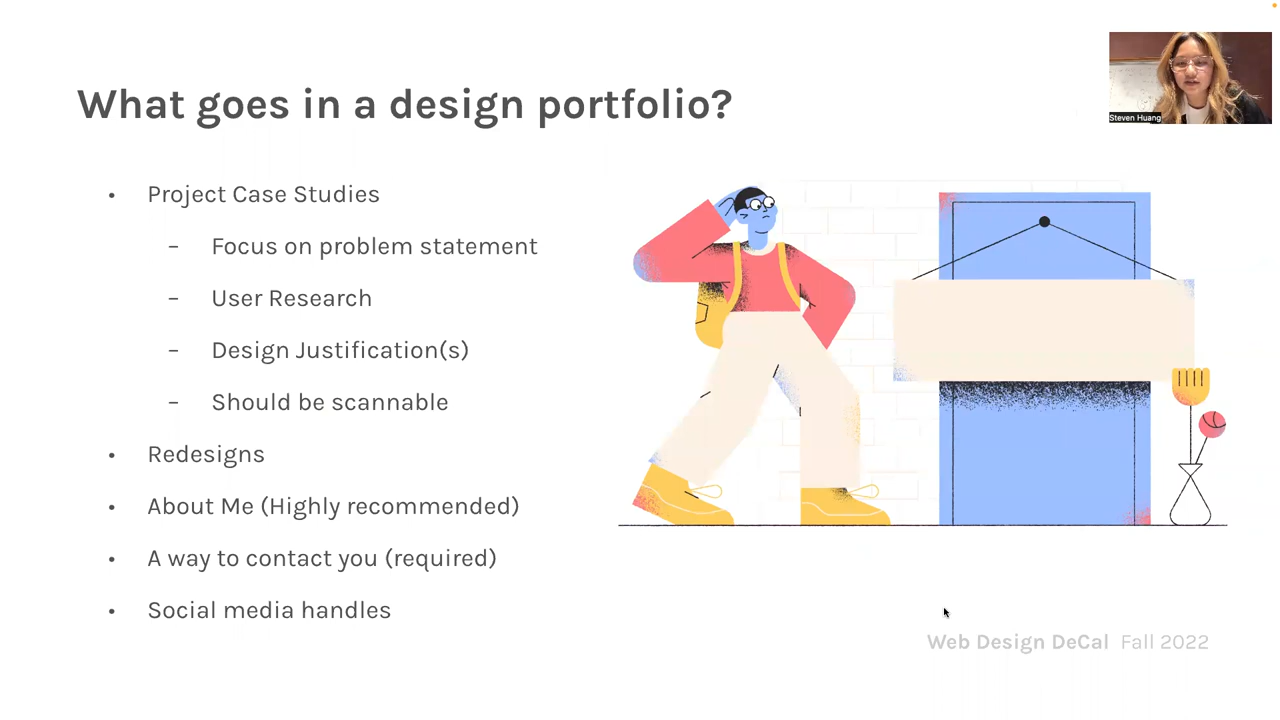 What goes in a design portfolio?
Steven Huang
• Project Case Studies
– Focus on problem statement
– User Research
– Design Justification(s)
– Should be scannable
• Redesigns
• About Me (Highly recommended)
• A way to contact you (required)
• Social media handles
Web Design DeCal Fall 2022